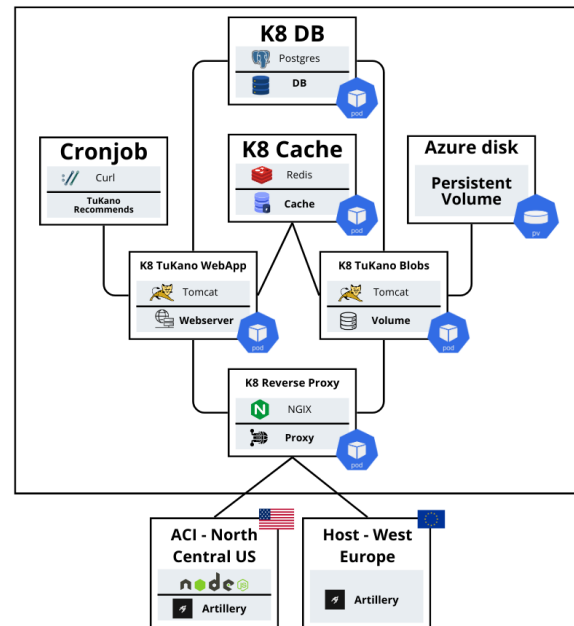 K8 DB
Postgres
DB
pod
Cronjob
Curl
TuKano
Recommends
K8 Cache
Redis
Cache
pod
Azure disk
Persistent
Volume
pv
K8 TuKano WebApp
Tomcat
Webserver
pod
K8 TuKano Blobs
Tomcat
Volume
pod
K8 Reverse Proxy
NGIX
Proxy
pod
ACI - North
Central US
node
JS
Artillery
Host - West
Europe
Artillery